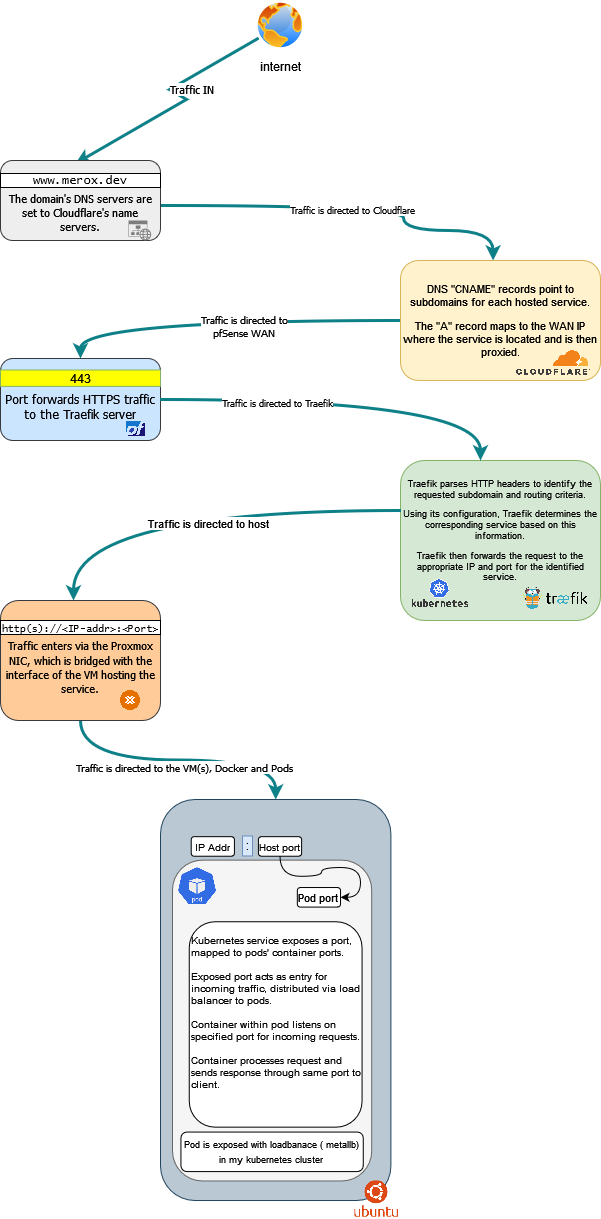 internet
Traffic IN
www.merox.dev
The domain's DNS servers are
set to Cloudflare's name
servers.
Traffic is directed to Cloudflare
DNS "CNAME" records point to
subdomains for each hosted service.
The "A" record maps to the WAN IP
where the service is located and is then
proxied.
CLOUDFLARE
Traffic is directed to
pfSense WAN
443
Port forwards HTTPS traffic
to the Traefik server
pf
Traffic is directed to Traefik
Traefik parses HTTP headers to identify the
requested subdomain and routing criteria.
Using its configuration, Traefik determines the
corresponding service based on this
information.
Traefik then forwards the request to the
appropriate IP and port for the identified
service.
kubernetes
træfik
Traffic is directed to host
http(s)://<IP-addr>:<Port>
Traffic enters via the Proxmox
NIC, which is bridged with the
interface of the VM hosting the
service.
Traffic is directed to the VM(s), Docker and Pods
IP Addr
:
Host port
pod
Pod port
Kubernetes service exposes a port,
mapped to pods' container ports.
Exposed port acts as entry for
incoming traffic, distributed via load
balancer to pods.
Container within pod listens on
specified port for incoming requests.
Container processes request and
sends response through same port to
client.
Pod is exposed with loadbanace ( metallb)
in my kubernetes cluster
ubuntu